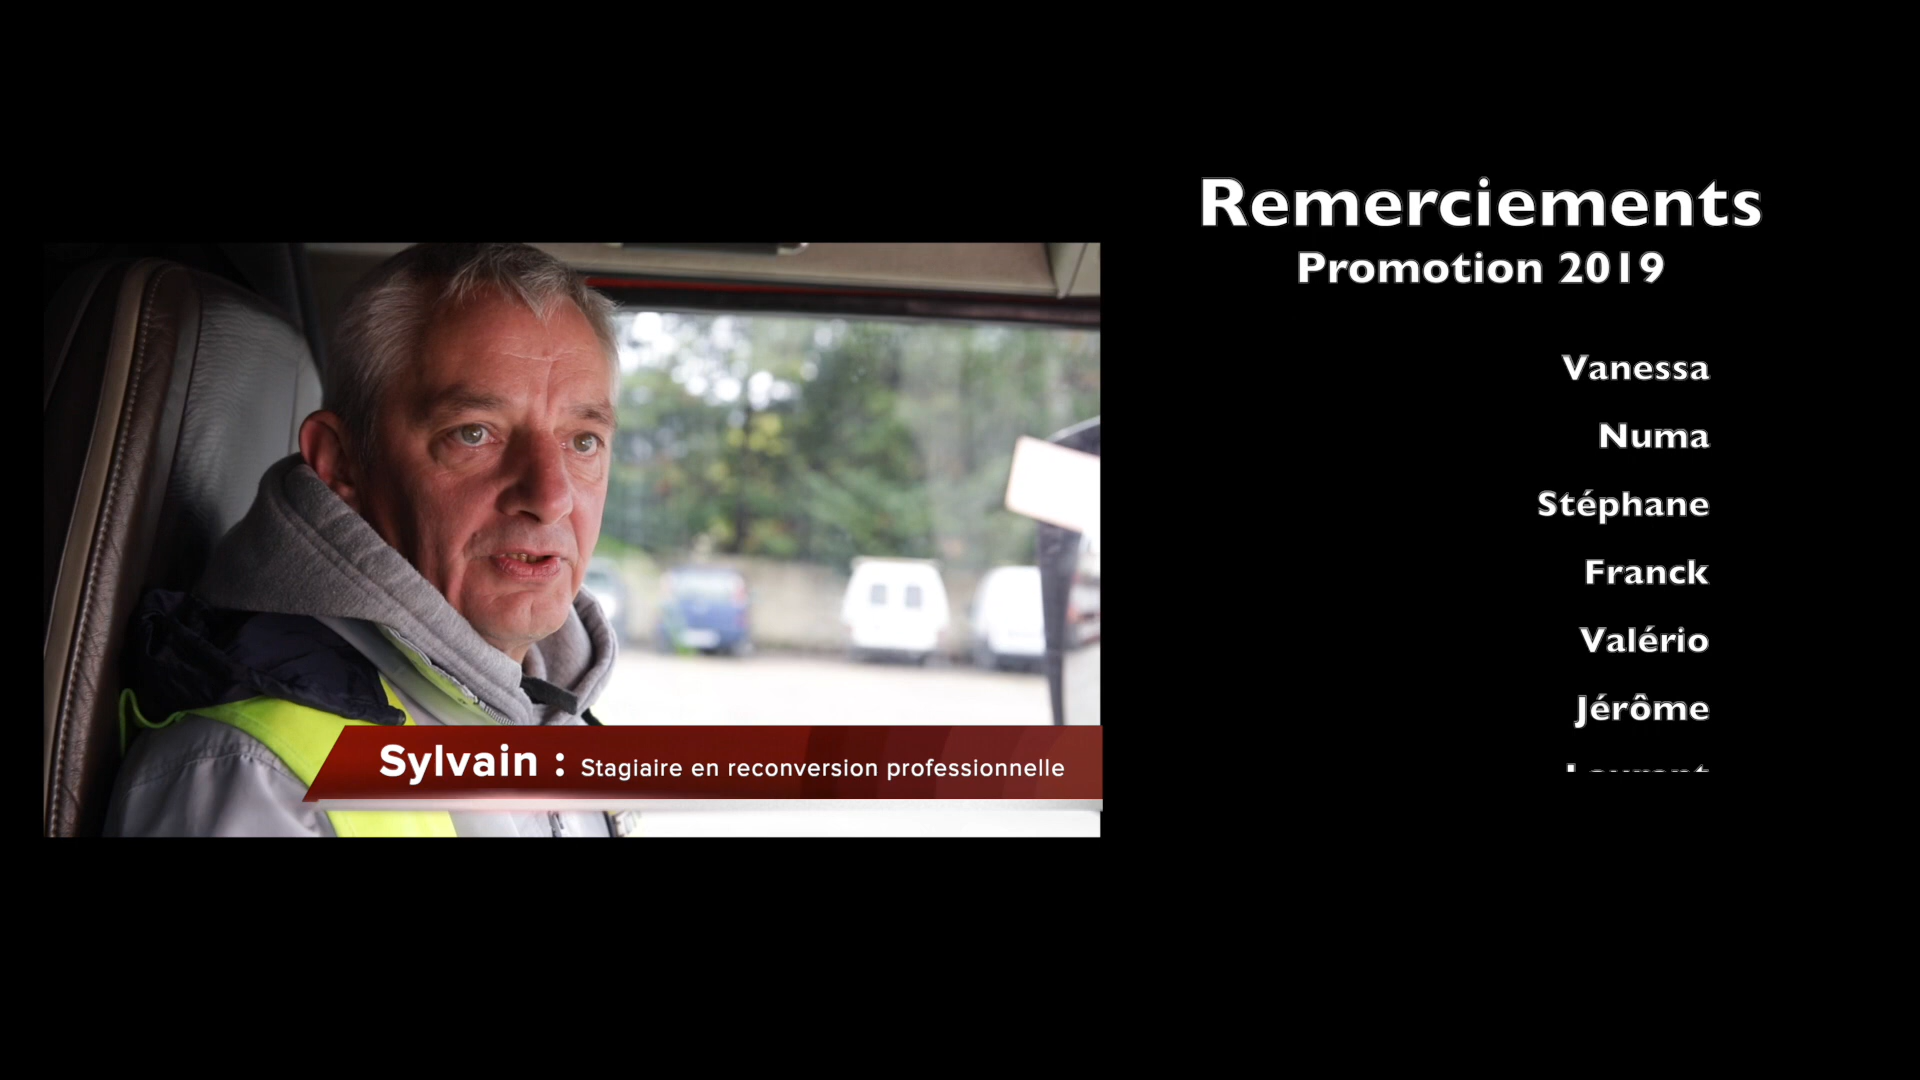 Remerciements
Promotion 2019
Vanessa
Numa
Stéphane
Franck
Valério
Jérôme
Sylvain : Stagiaire en reconversion professionnelle